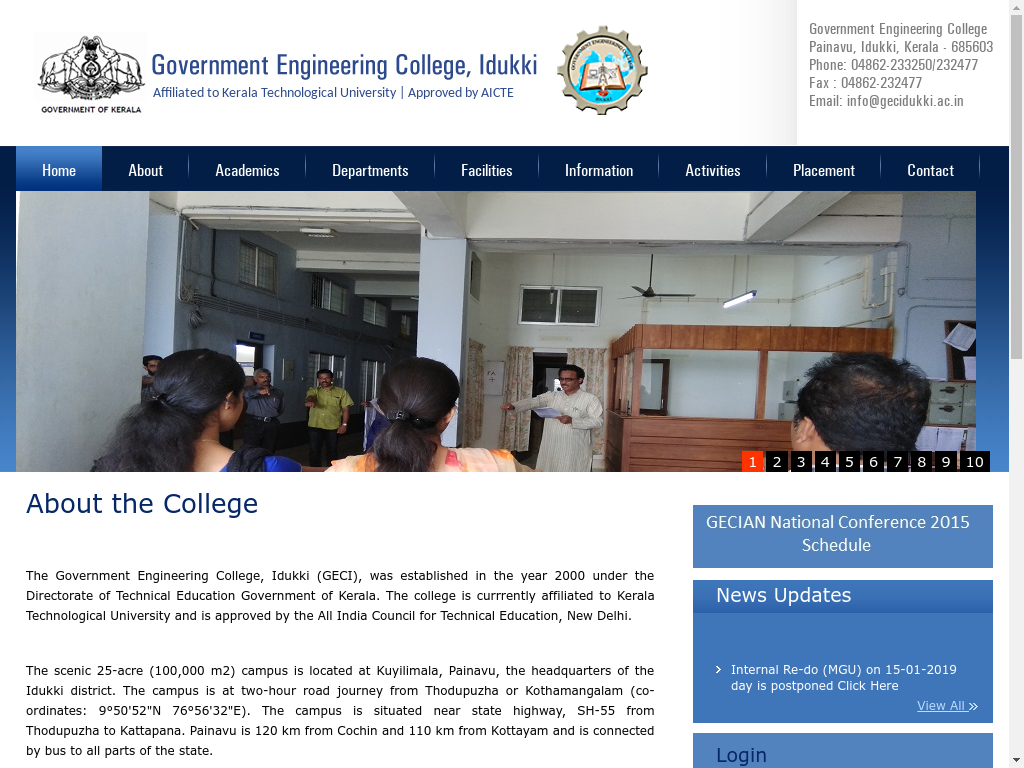 GOVERNMENT OF KERALA
Government Engineering College, Idukki
Affiliated to Kerala Technological University | Approved by AICTE
Government Engineering College
Painavu, Idukki, Kerala - 685603
Phone: 04862-233250/232477
Fax : 04862-232477
Email: info@gecidukki.ac.in
Home About Academics Departments Facilities Information Activities Placement Contact
1 2 3 4 5 6 7 8 9 10
About the College
The Government Engineering College, Idukki (GECI), was established in the year 2000 under the
Directorate of Technical Education Government of Kerala. The college is currrently affiliated to Kerala
Technological University and is approved by the All India Council for Technical Education, New Delhi.
The scenic 25-acre (100,000 m2) campus is located at Kuyilimala, Painavu, the headquarters of the
Idukki district. The campus is at two-hour road journey from Thodupuzha or Kothamangalam (co-
ordinates: 9°50'52"N 76°56'32"E). The campus is situated near state highway, SH-55 from
Thodupuzha to Kattapana. Painavu is 120 km from Cochin and 110 km from Kottayam and is connected
by bus to all parts of the state.
GECIAN National Conference 2015
Schedule
News Updates
Internal Re-do (MGU) on 15-01-2019
day is postponed Click Here
View All
Login